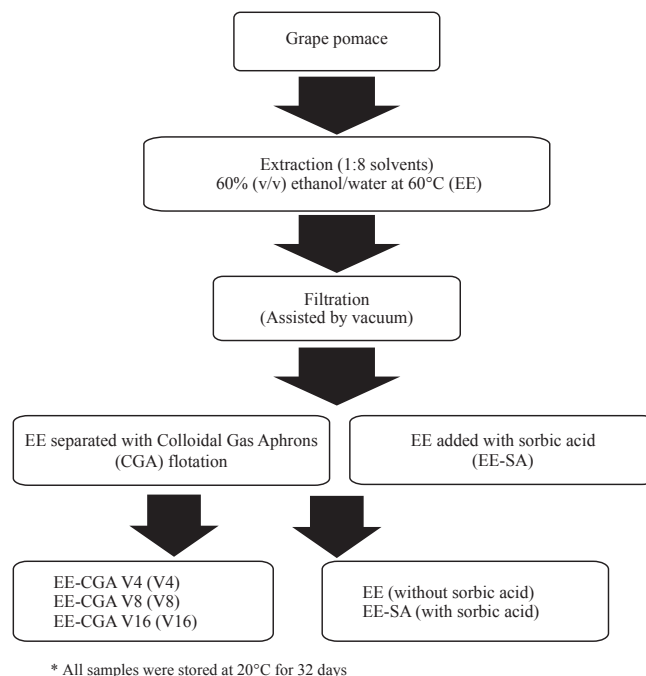 Grape pomace
Extraction (1:8 solvents)
60% (v/v) ethanol/water at 60°C (EE)
Filtration
(Assisted by vacuum)
EE separated with Colloidal Gas Aphrons
(CGA) flotation
EE added with sorbic acid
(EE-SA)
EE-CGA V4 (V4)
EE-CGA V8 (V8)
EE-CGA V16 (V16)
EE (without sorbic acid)
EE-SA (with sorbic acid)
* All samples were stored at 20°C for 32 days